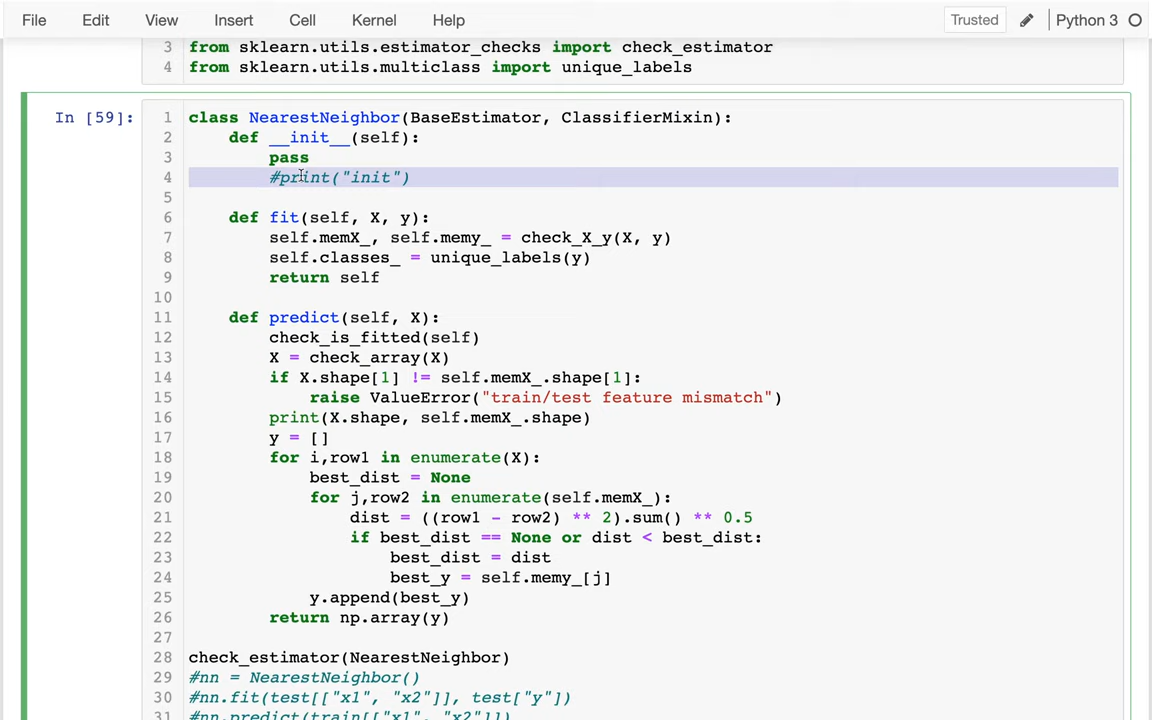 File Edit View Insert Cell Kernel Help Trusted Python 3
3 from sklearn.utils.estimator_checks import check_estimator
4 from sklearn.utils.multiclass import unique_labels
In [59]: 1 class NearestNeighbor(BaseEstimator, ClassifierMixin):
2     def __init__(self):
3         pass
4         #print("init")
5
6     def fit(self, X, y):
7         self.memX_, self.memy_ = check_X_y(X, y)
8         self.classes_ = unique_labels(y)
9         return self
10
11     def predict(self, X):
12         check_is_fitted(self)
13         X = check_array(X)
14         if X.shape[1] != self.memX_.shape[1]:
15             raise ValueError("train/test feature mismatch")
16         print(X.shape, self.memX_.shape)
17         y = []
18         for i,row1 in enumerate(X):
19             best_dist = None
20             for j,row2 in enumerate(self.memX_):
21                 dist = ((row1 - row2) ** 2).sum() ** 0.5
22                 if best_dist == None or dist < best_dist:
23                     best_dist = dist
24                     best_y = self.memy_[j]
25             y.append(best_y)
26         return np.array(y)
27
28 check_estimator(NearestNeighbor)
29 #nn = NearestNeighbor()
30 #nn.fit(test[["x1", "x2"]], test["y"])
31 #nn.predict(train[["x1", "x2"]])